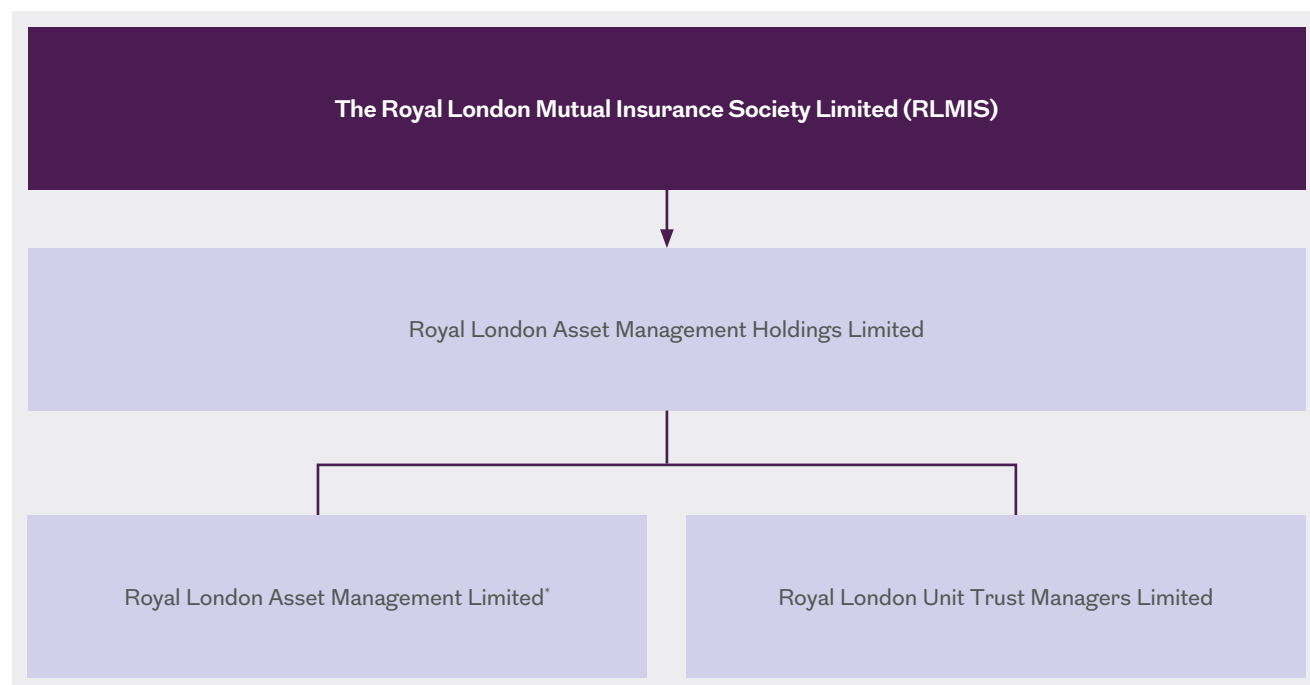 The Royal London Mutual Insurance Society Limited (RLMIS)
Royal London Asset Management Holdings Limited
Royal London Asset Management Limited*
Royal London Unit Trust Managers Limited